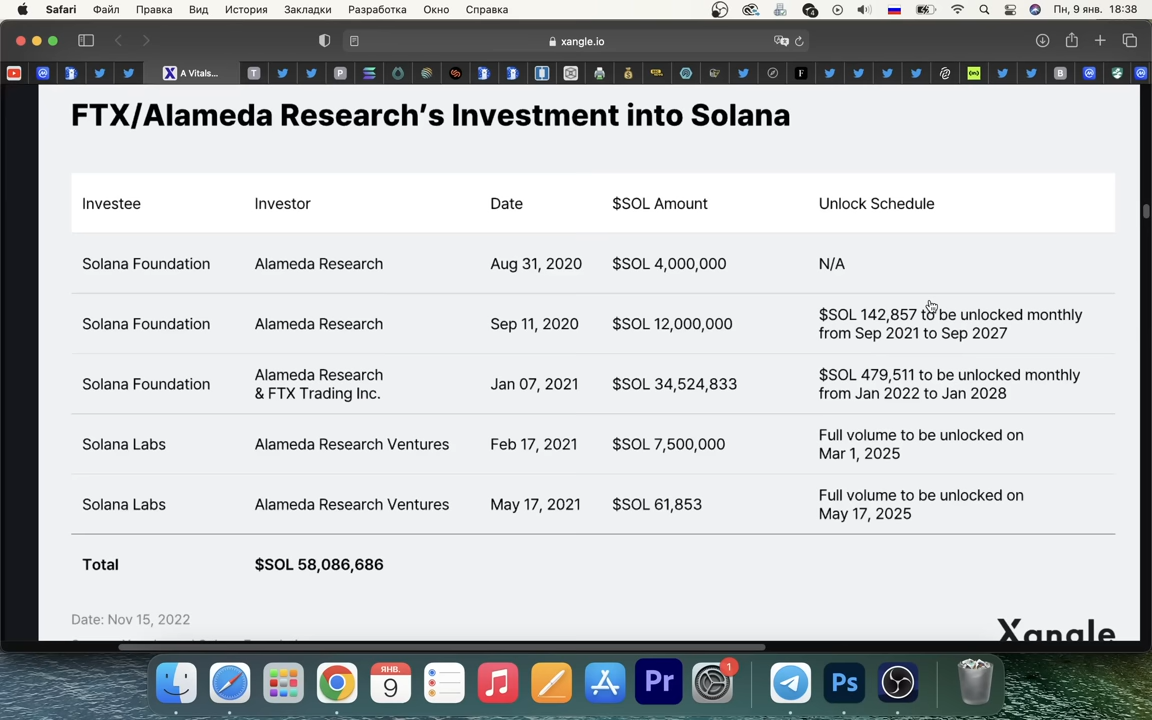 Safari Файл Правка Вид История Закладки Разработка Окно Справка Пн, 9 янв. 18:38
xangle.io
A Vitals...
FTX/Alameda Research's Investment into Solana
Investee Investor Date $SOL Amount Unlock Schedule
Solana Foundation Alameda Research Aug 31, 2020 $SOL 4,000,000 N/A
Solana Foundation Alameda Research Sep 11, 2020 $SOL 12,000,000 $SOL 142,857 to be unlocked monthly
from Sep 2021 to Sep 2027
Solana Foundation Alameda Research
& FTX Trading Inc. Jan 07, 2021 $SOL 34,524,833 $SOL 479,511 to be unlocked monthly
from Jan 2022 to Jan 2028
Solana Labs Alameda Research Ventures Feb 17, 2021 $SOL 7,500,000 Full volume to be unlocked on
Mar 1, 2025
Solana Labs Alameda Research Ventures May 17, 2021 $SOL 61,853 Full volume to be unlocked on
May 17, 2025
Total $SOL 58,086,686
Date: Nov 15, 2022
Xangle
ЯНВ.
9
Pr
1
Ps